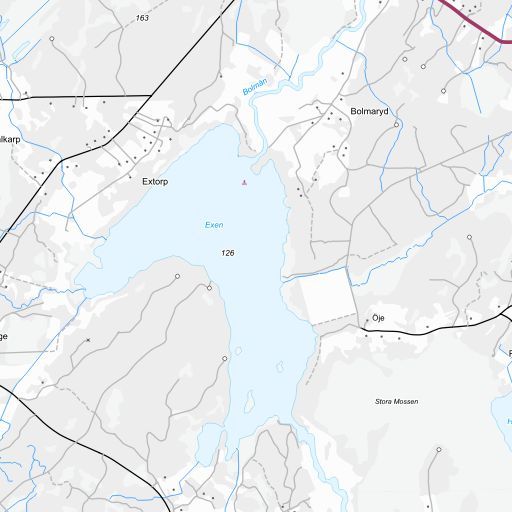 163
Bolmån
Bolmaryd
lkarp
Extorp
Exen
126
Öje
ge
Stora Mossen